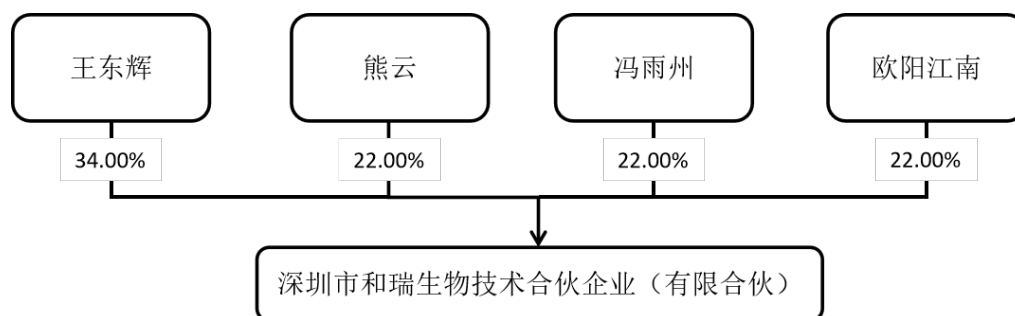 王东辉
熊云
冯雨州
欧阳江南
34.00%
22.00%
22.00%
22.00%
深圳市和瑞生物技术合伙企业（有限合伙）